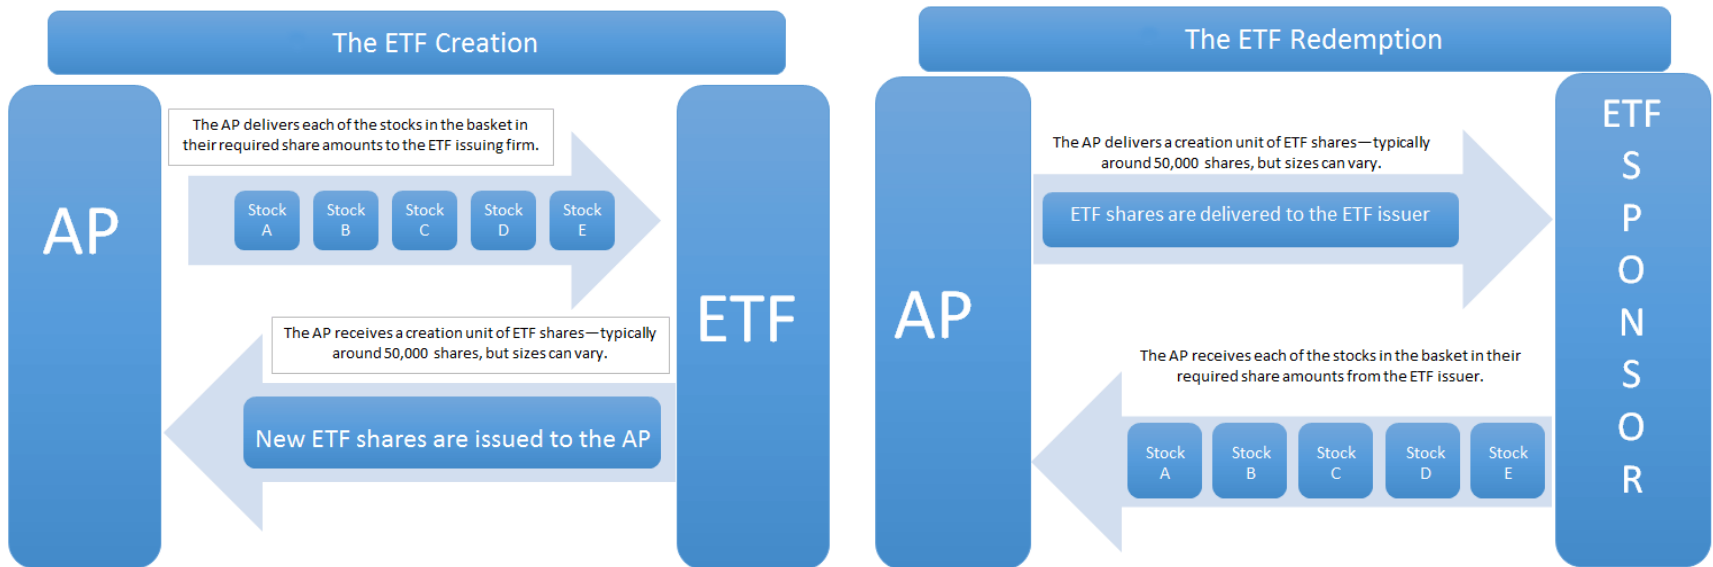 The ETF Creation
AP
The AP delivers each of the stocks in the basket in
their required share amounts to the ETF issuing firm.
Stock
A
Stock
B
Stock
C
Stock
D
Stock
E
ETF
The AP receives a creation unit of ETF shares—typically
around 50,000 shares, but sizes can vary.
New ETF shares are issued to the AP
The ETF Redemption
AP
The AP delivers a creation unit of ETF shares—typically
around 50,000 shares, but sizes can vary.
ETF shares are delivered to the ETF issuer
ETF
S
P
O
N
S
O
R
The AP receives each of the stocks in the basket in their
required share amounts from the ETF issuer.
Stock
A
Stock
B
Stock
C
Stock
D
Stock
E